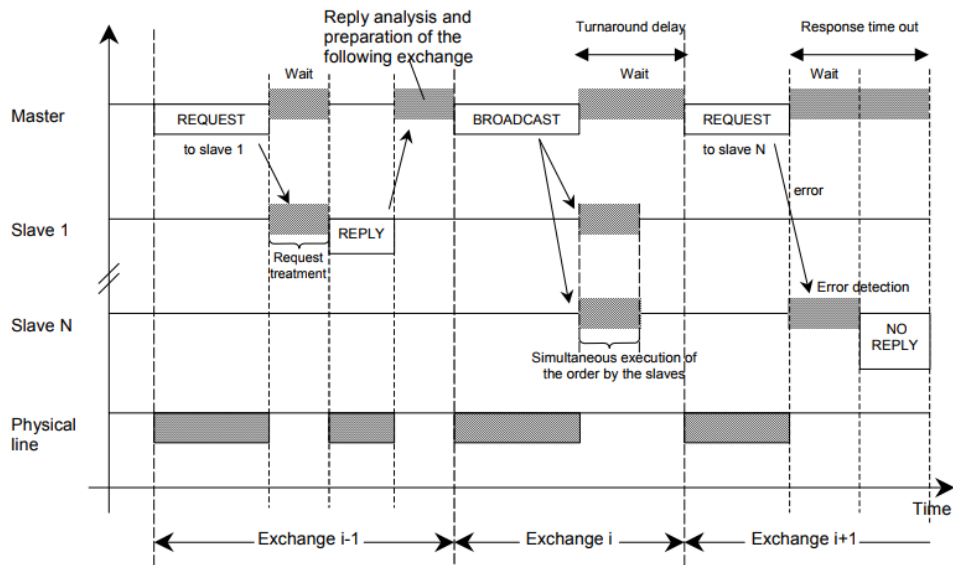 Reply analysis and
preparation of the
following exchange
Turnaround delay
Response time out
Wait
Wait
Wait
Master
REQUEST
BROADCAST
REQUEST
to slave 1
to slave N
error
Slave 1
REPLY
Request
treatment
Error detection
Slave N
NO
REPLY
Simultaneous execution of
the order by the slaves
Physical
line
Time
Exchange i-1
Exchange i
Exchange i+1